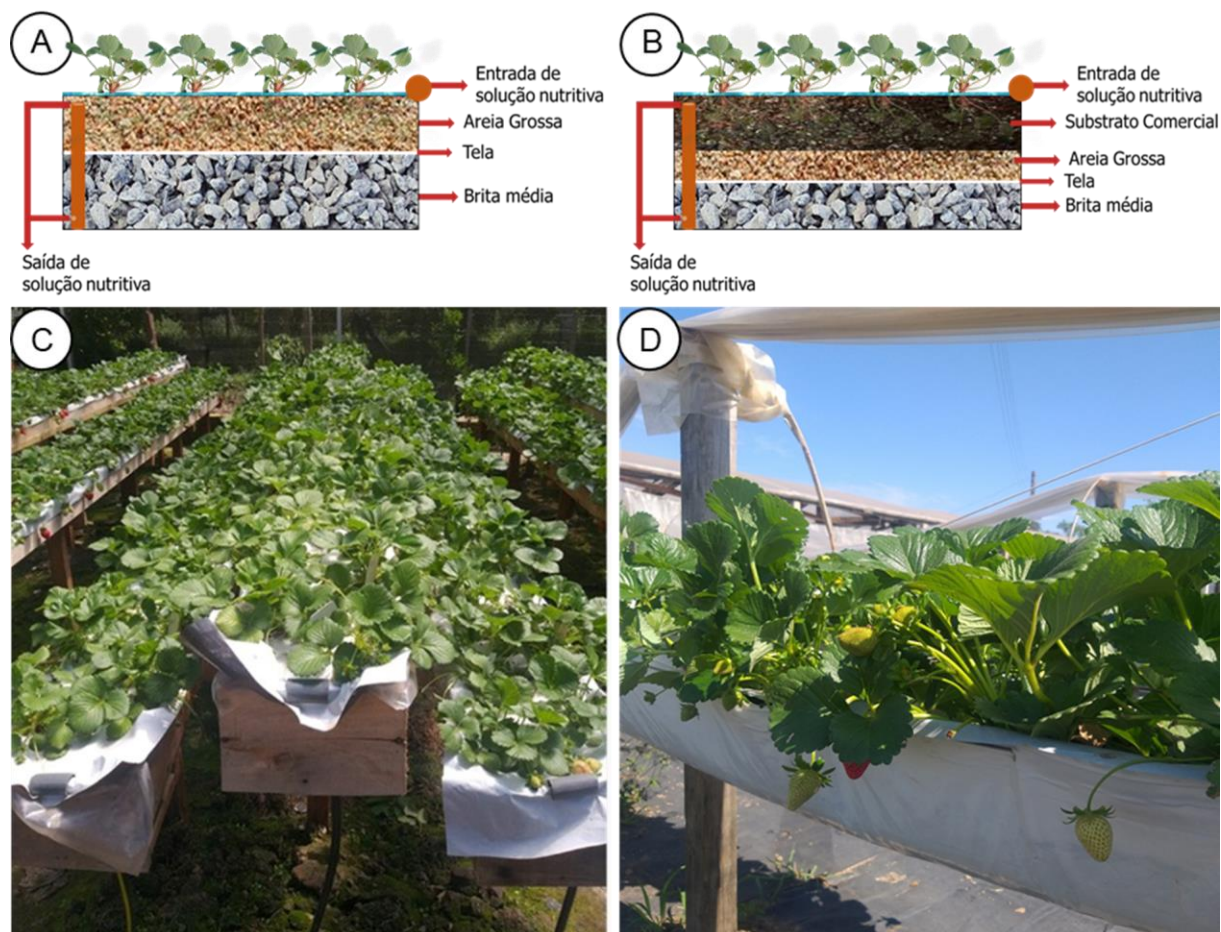 A
Entrada de
solução nutritiva
Areia Grossa
Tela
Brita média
Saída de
solução nutritiva
B
Entrada de
solução nutritiva
Substrato Comercial
Areia Grossa
Tela
Brita média
Saída de
solução nutritiva
C
D